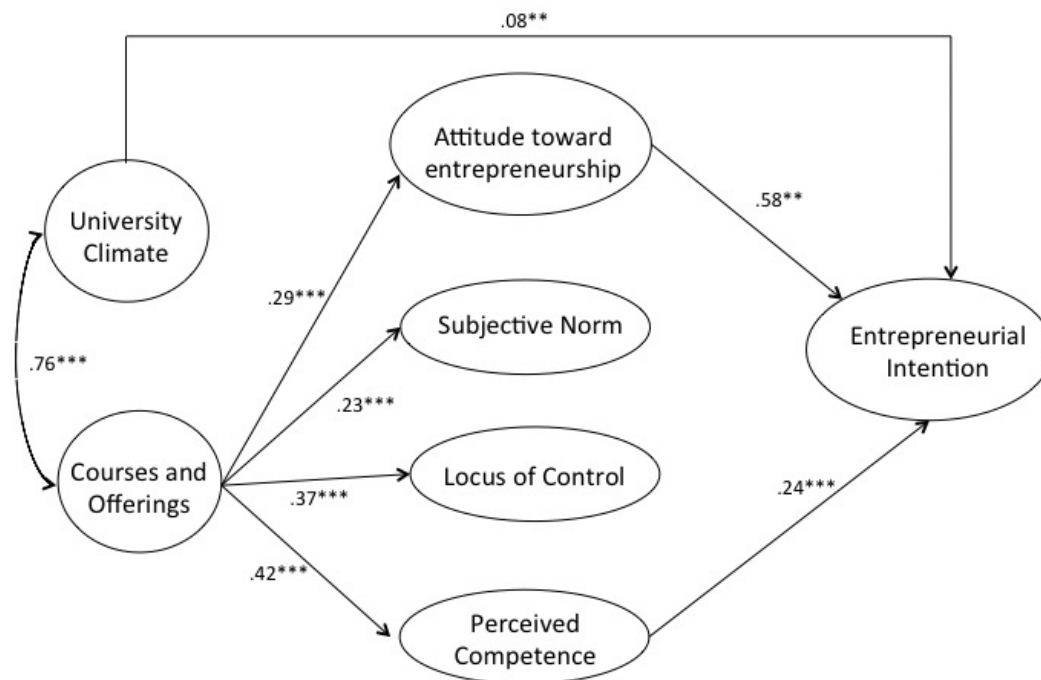 .08**
Attitude toward
entrepreneurship
.58**
University
Climate
.29***
Subjective Norm
Entrepreneurial
Intention
.76***
.23***
Courses and
Offerings
Locus of Control
.37***
.24***
.42***
Perceived
Competence